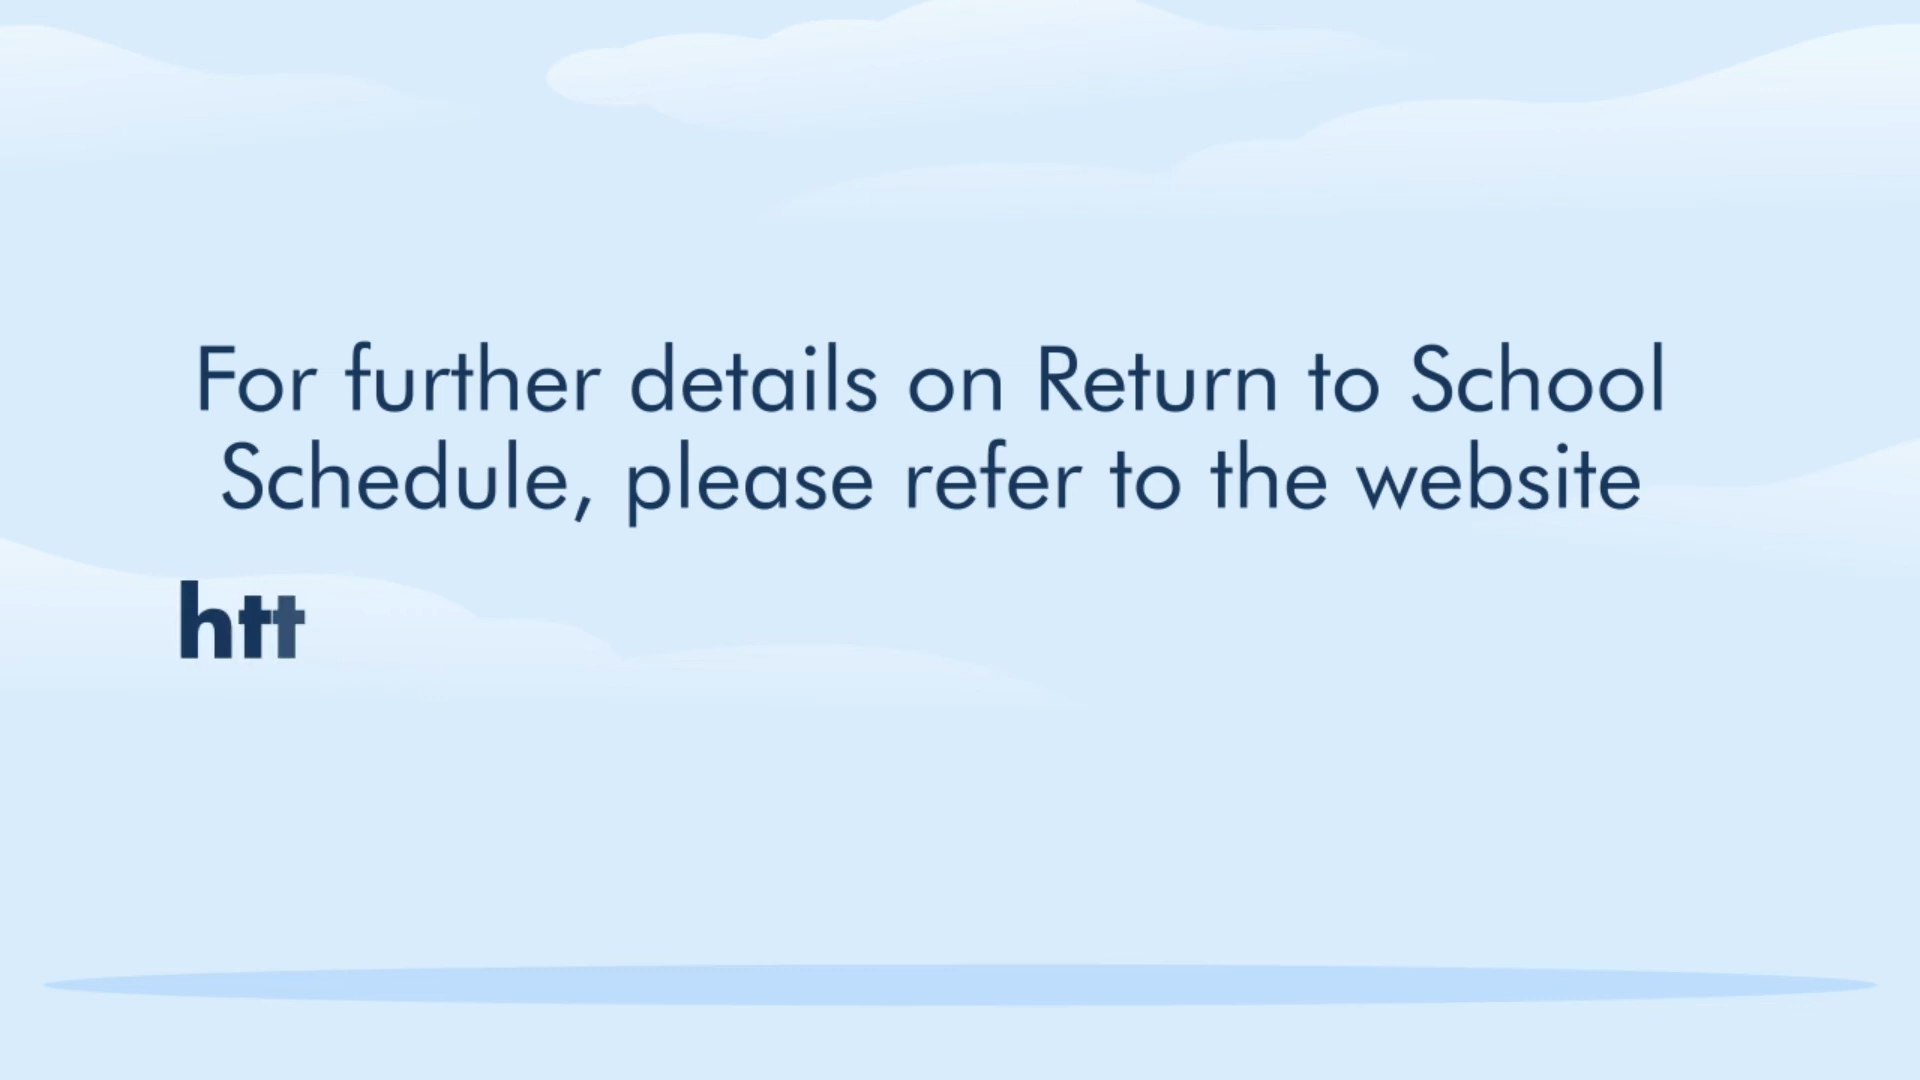 For further details on Return to School
Schedule, please refer to the website
htt